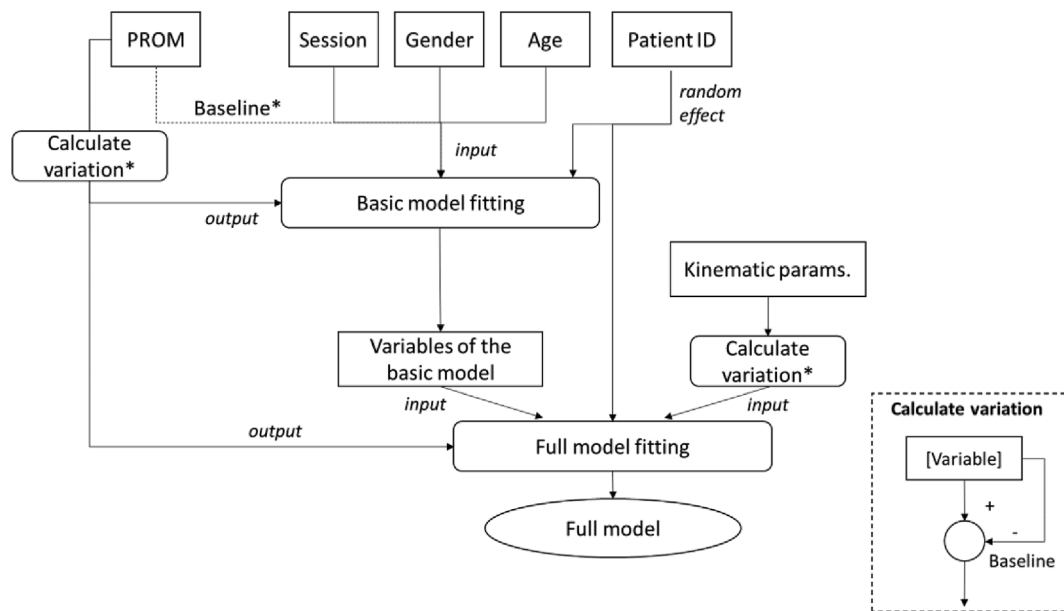 PROM
Session
Gender
Age
Patient ID
random
effect
Baseline*
Calculate
variation*
input
output
Basic model fitting
Kinematic params.
Variables of the
basic model
Calculate
variation*
input
input
output
Full model fitting
Full model
Calculate variation
[Variable]
+
-
Baseline